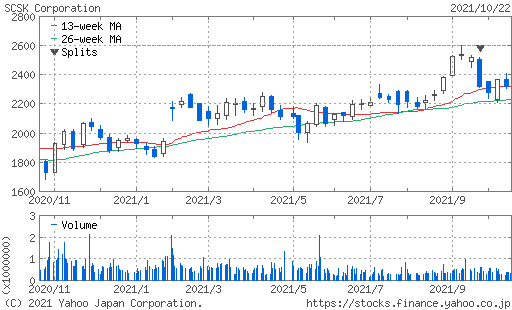 SCSK Corporation 2021/10/22
2800
13-week MA
26-week MA
Splits
2600
2400
2200
2000
1800
1600
2020/11 2021/1 2021/3 2021/5 2021/7 2021/9
3
Volume
2
1
0
(x1000000)
2020/11 2021/1 2021/3 2021/5 2021/7 2021/9
(C) 2021 Yahoo Japan Corporation. https://stocks.finance.yahoo.co.jp/